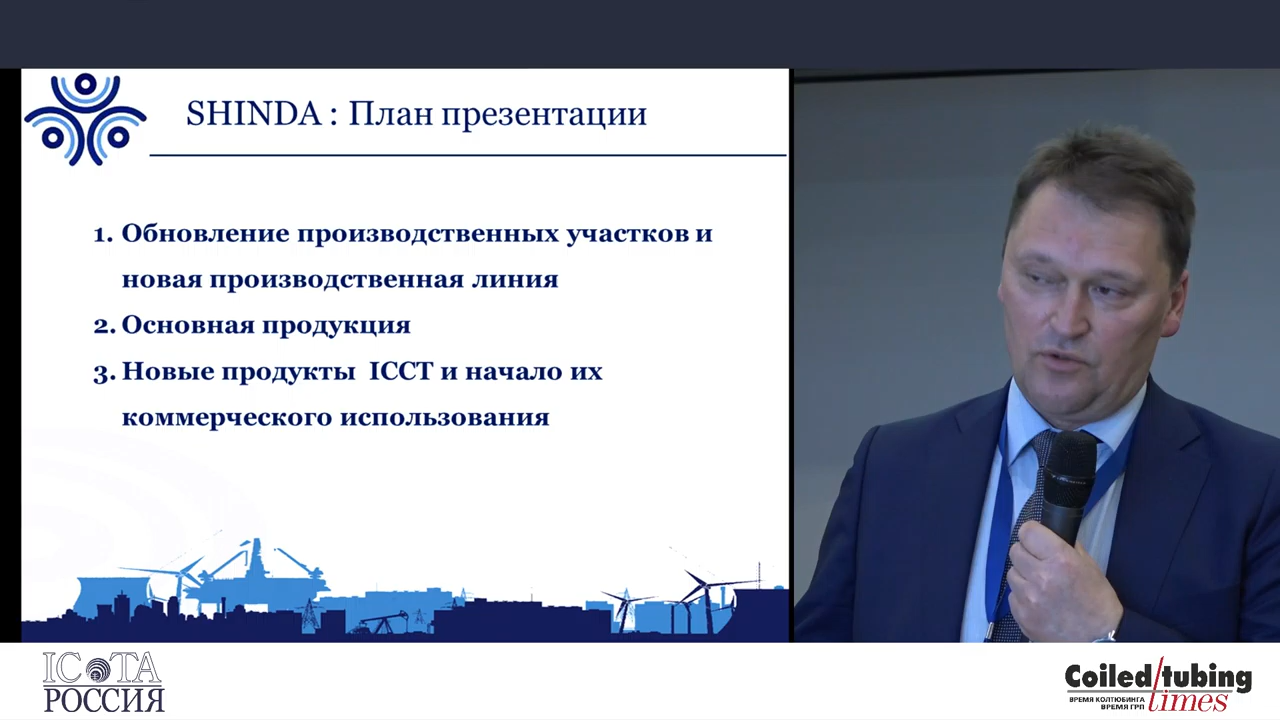 SHINDA : План презентации
1. Обновление производственных участков и
новая производственная линия
2. Основная продукция
3. Новые продукты ICCT и начало их
коммерческого использования
ICoTA
РОССИЯ
Coiled/tubing
times
ВРЕМЯ КОЛТЮБИНГА
ВРЕМЯ ГРП